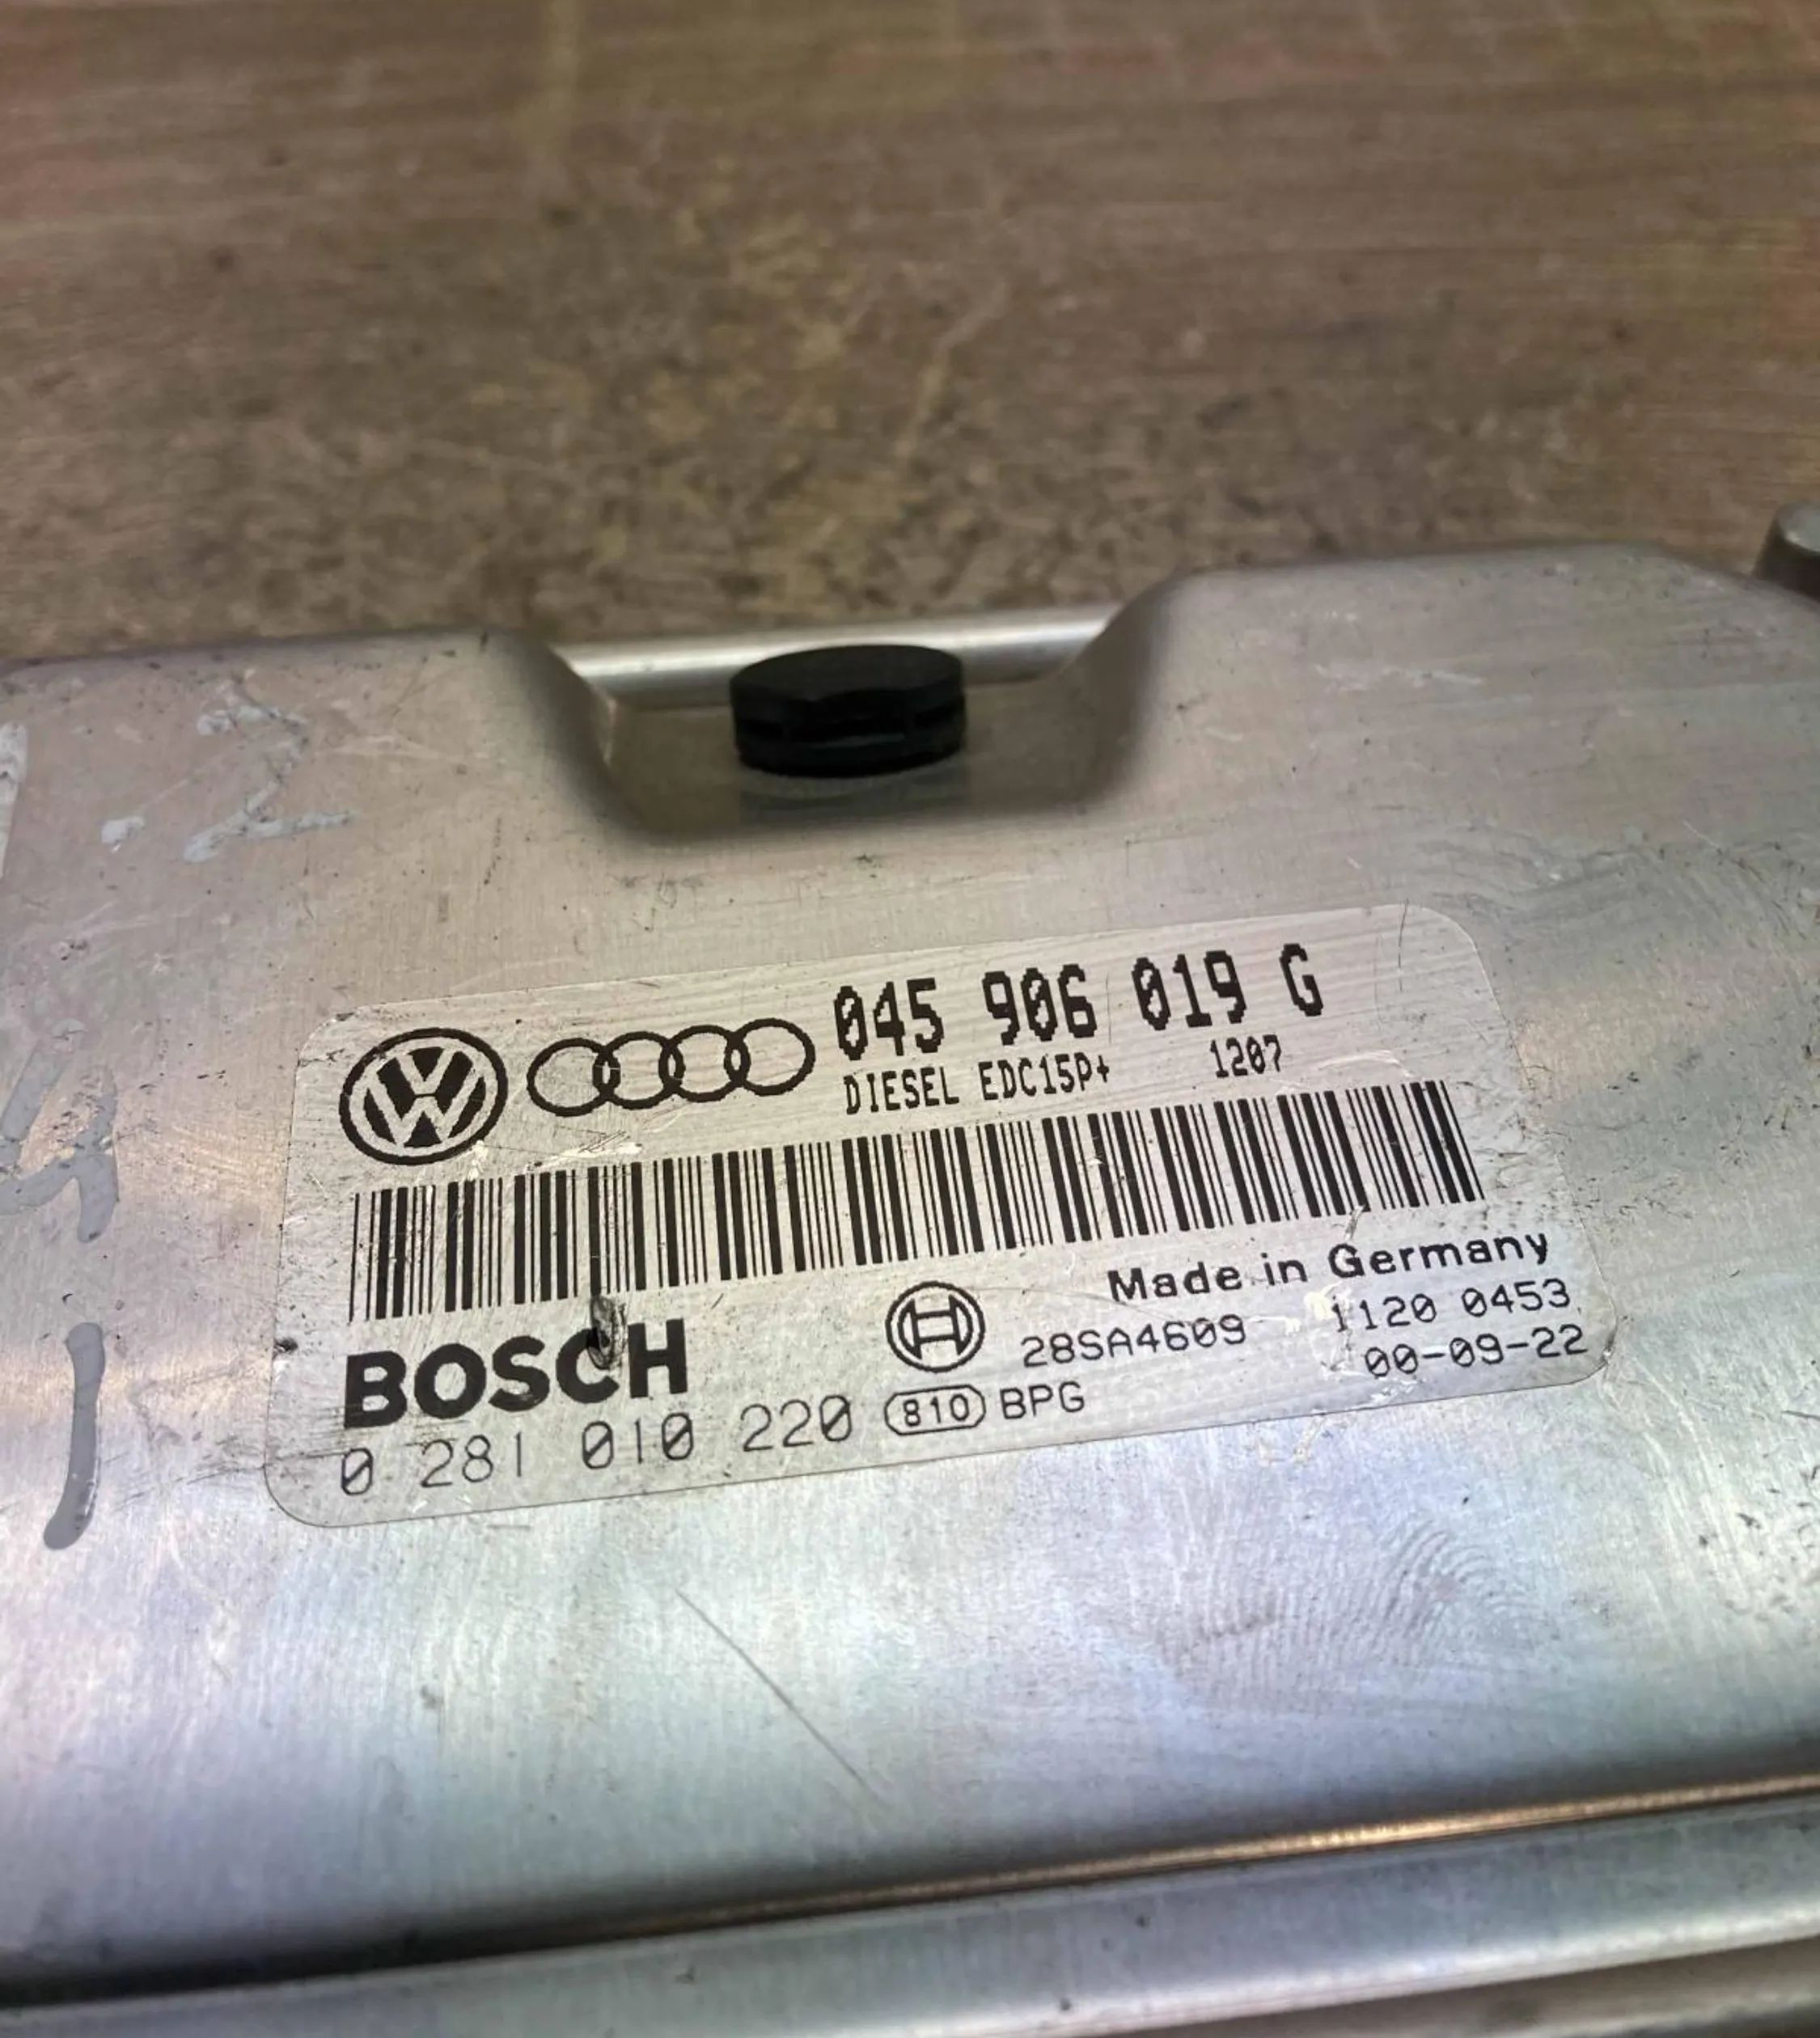 045 906 019 G
DIESEL EDC15P+ 1207
Made in Germany
BOSCH
28SA4609 1120 0453
00-09-22
0 281 010 220 810 BPG